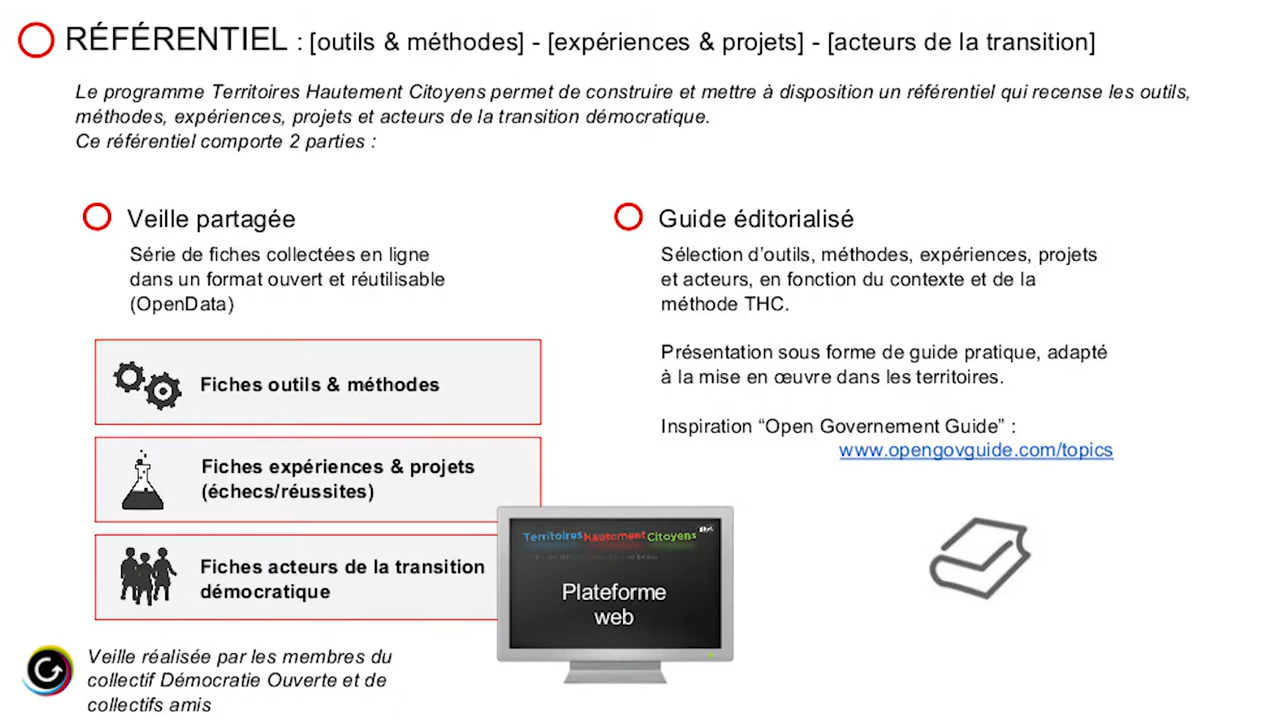 RÉFÉRENTIEL : [outils & méthodes] - [expériences & projets] - [acteurs de la transition]
Le programme Territoires Hautement Citoyens permet de construire et mettre à disposition un référentiel qui recense les outils,
méthodes, expériences, projets et acteurs de la transition démocratique.
Ce référentiel comporte 2 parties :
Veille partagée
Série de fiches collectées en ligne
dans un format ouvert et réutilisable
(OpenData)
Fiches outils & méthodes
Fiches expériences & projets
(échecs/réussites)
Fiches acteurs de la transition
démocratique
Veille réalisée par les membres du
collectif Démocratie Ouverte et de
collectifs amis
Territoires Hautement Citoyens
Plateforme
web
Guide éditorialisé
Sélection d’outils, méthodes, expériences, projets
et acteurs, en fonction du contexte et de la
méthode THC.
Présentation sous forme de guide pratique, adapté
à la mise en œuvre dans les territoires.
Inspiration “Open Governement Guide” :
www.opengovguide.com/topics